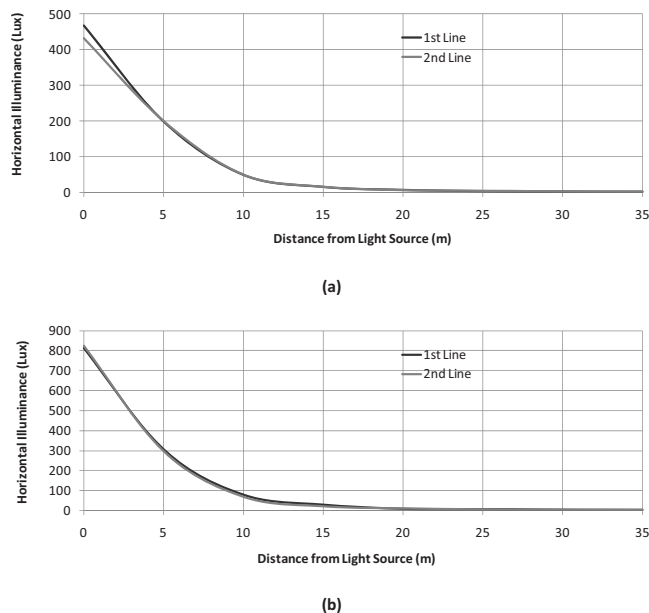 500
400
300
200
100
0
Horizontal Illuminance (Lux)
1st Line
2nd Line
0 5 10 15 20 25 30 35
Distance from Light Source (m)
(a)
900
800
700
600
500
400
300
200
100
0
Horizontal Illuminance (Lux)
1st Line
2nd Line
0 5 10 15 20 25 30 35
Distance from Light Source (m)
(b)